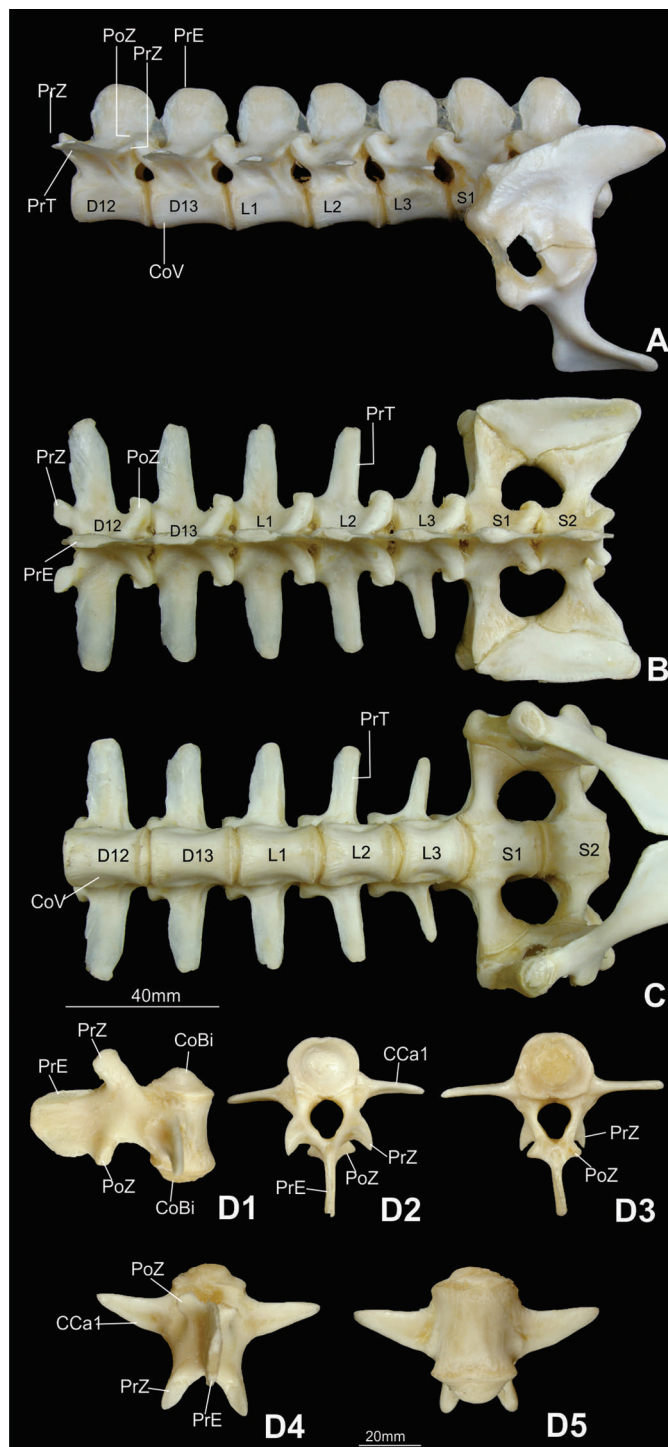 PoZ
PrE
PrZ
PrZ
PrT
D12
D13
L1
L2
L3
S1
CoV
A
PrT
PrZ
PoZ
D12
D13
L1
L2
L3
S1
S2
PrE
B
PrT
D12
D13
L1
L2
L3
S1
S2
CoV
C
40mm
PrZ
CoBi
PrE
CCa1
PrZ
PrZ
PoZ
PoZ
PoZ
PrE
CoBi
D1
D2
D3
PoZ
CCa1
PrZ
PrE
D4
D5
20mm